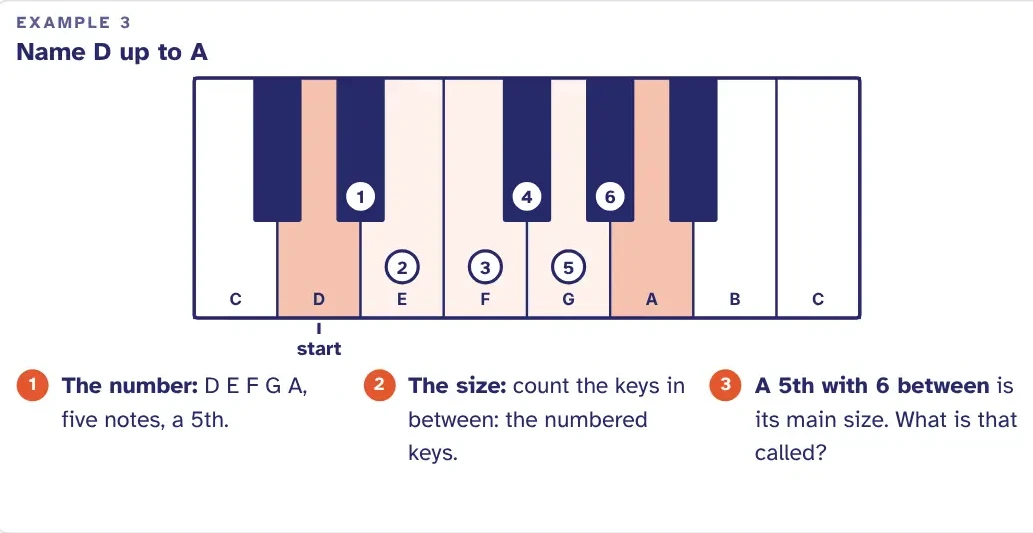 EXAMPLE 3
Name D up to A
1
4
6
2
3
5
C
D
E
F
G
A
B
C
start
1
The number: D E F G A,
five notes, a 5th.
2
The size: count the keys in
between: the numbered
keys.
3
A 5th with 6 between is
its main size. What is that
called?